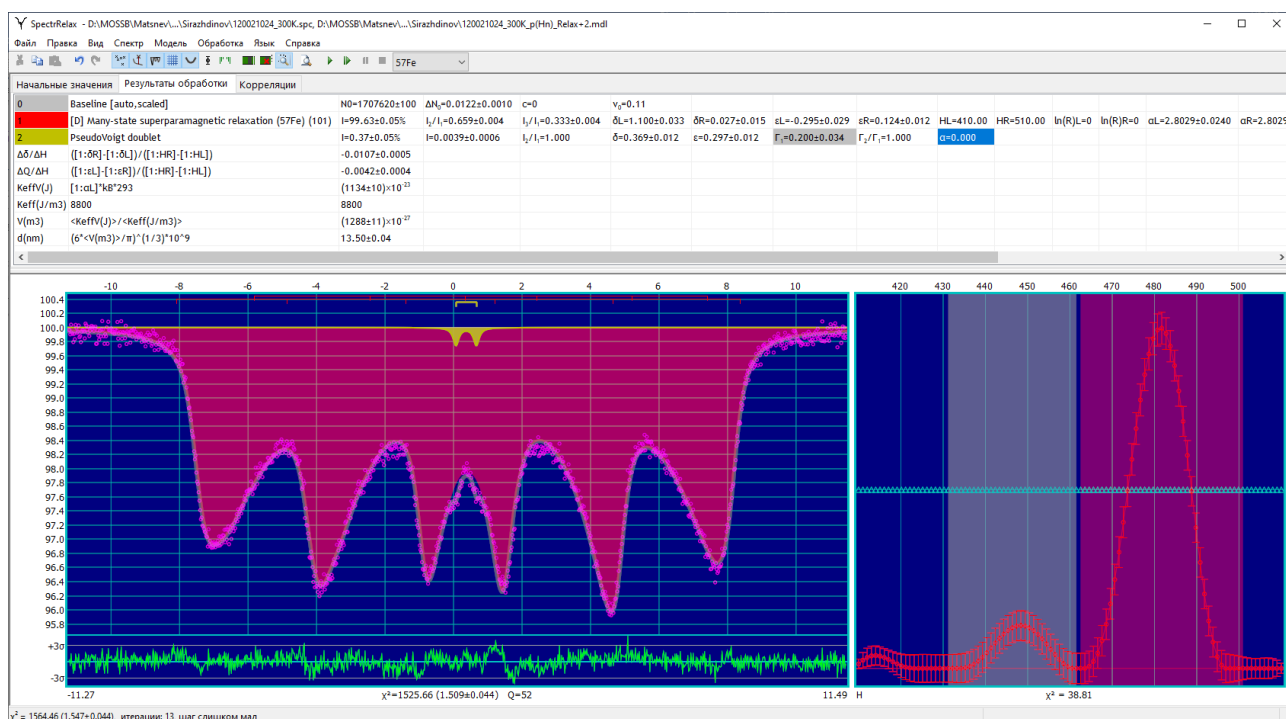 SpectrRelax - D:\MOSSB\Matsnev\...\Sirazhdinov\120021024_300K.spc, D:\MOSSB\Matsnev\...\Sirazhdinov\120021024_300K_p(Hn)_Relax+2.mdl
Файл Правка Вид Спектр Модель Обработка Язык Справка
57Fe
Начальные значения Результаты обработки Корреляции
0 Baseline [auto,scaled] N0=1707620±100 ΔN₀=0.0122±0.0010 c=0 v₀=0.11
1 [D] Many-state superparamagnetic relaxation (57Fe) (101) I=99.63±0.05% I₂/I₁=0.659±0.004 I₃/I₁=0.333±0.004 δL=1.100±0.033 δR=0.027±0.015 εL=-0.295±0.029 εR=0.124±0.012 HL=410.00 HR=510.00 ln(R)L=0 ln(R)R=0 αL=2.8029±0.0240 αR=2.8029
2 PseudoVoigt doublet I=0.37±0.05% I=0.0039±0.0006 I₂/I₁=1.000 δ=0.369±0.012 ε=0.297±0.012 Γ₁=0.200±0.034 Γ₂/Γ₁=1.000 α=0.000
Δδ/ΔH ([1:δR]-[1:δL])/([1:HR]-[1:HL]) -0.0107±0.0005
ΔQ/ΔH ([1:εL]-[1:εR])/([1:HR]-[1:HL]) -0.0042±0.0004
KeffV(J) [1:αL]*kB*293 (1134±10)×10⁻²³
Keff(J/m3) 8800 8800
V(m3) <KeffV(J)>/<Keff(J/m3)> (1288±11)×10⁻²⁷
d(nm) (6*<V(m3)>/π)^(1/3)*10^9 13.50±0.04
-10 -8 -6 -4 -2 0 2 4 6 8 10 420 430 440 450 460 470 480 490 500
100.4
100.2
100.0
99.8
99.6
99.4
99.2
99.0
98.8
98.6
98.4
98.2
98.0
97.8
97.6
97.4
97.2
97.0
96.8
96.6
96.4
96.2
96.0
95.8
+3σ
-3σ
-11.27 χ²=1525.66 (1.509±0.044) Q=52 11.49 H χ² = 38.81
χ² = 1564.46 (1.547±0.044) итерации: 13, шаг слишком мал